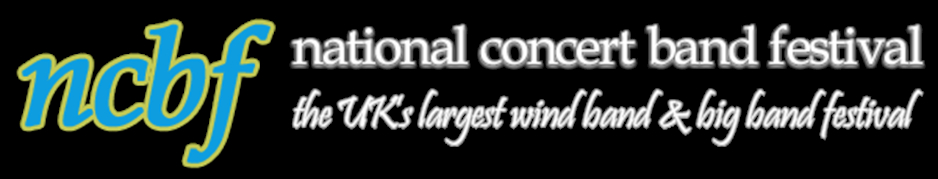 ncbf
national concert band festival
the UK's largest wind band & big band festival